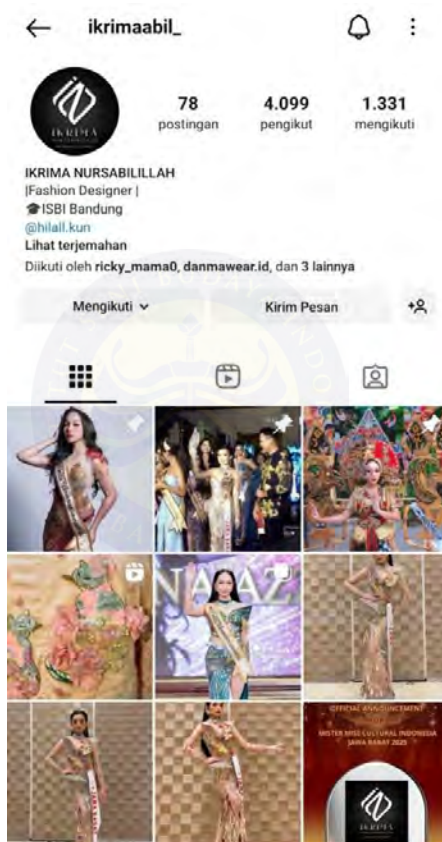 ikrimaabil_
78
4.099
1.331
postingan
pengikut
mengikuti
IKRIMA
IKRIMA NURSABILILLAH
|Fashion Designer |
🎓ISBI Bandung
@hilall.kun
Lihat terjemahan
Diikuti oleh ricky_mama0, danmawear.id, dan 3 lainnya
Mengikuti
Kirim Pesan
OFFICIAL ANNOUNCEMENT
MISTER MISS CULTURAL INDONESIA
JAWA BARAT 2025
IKRIMA